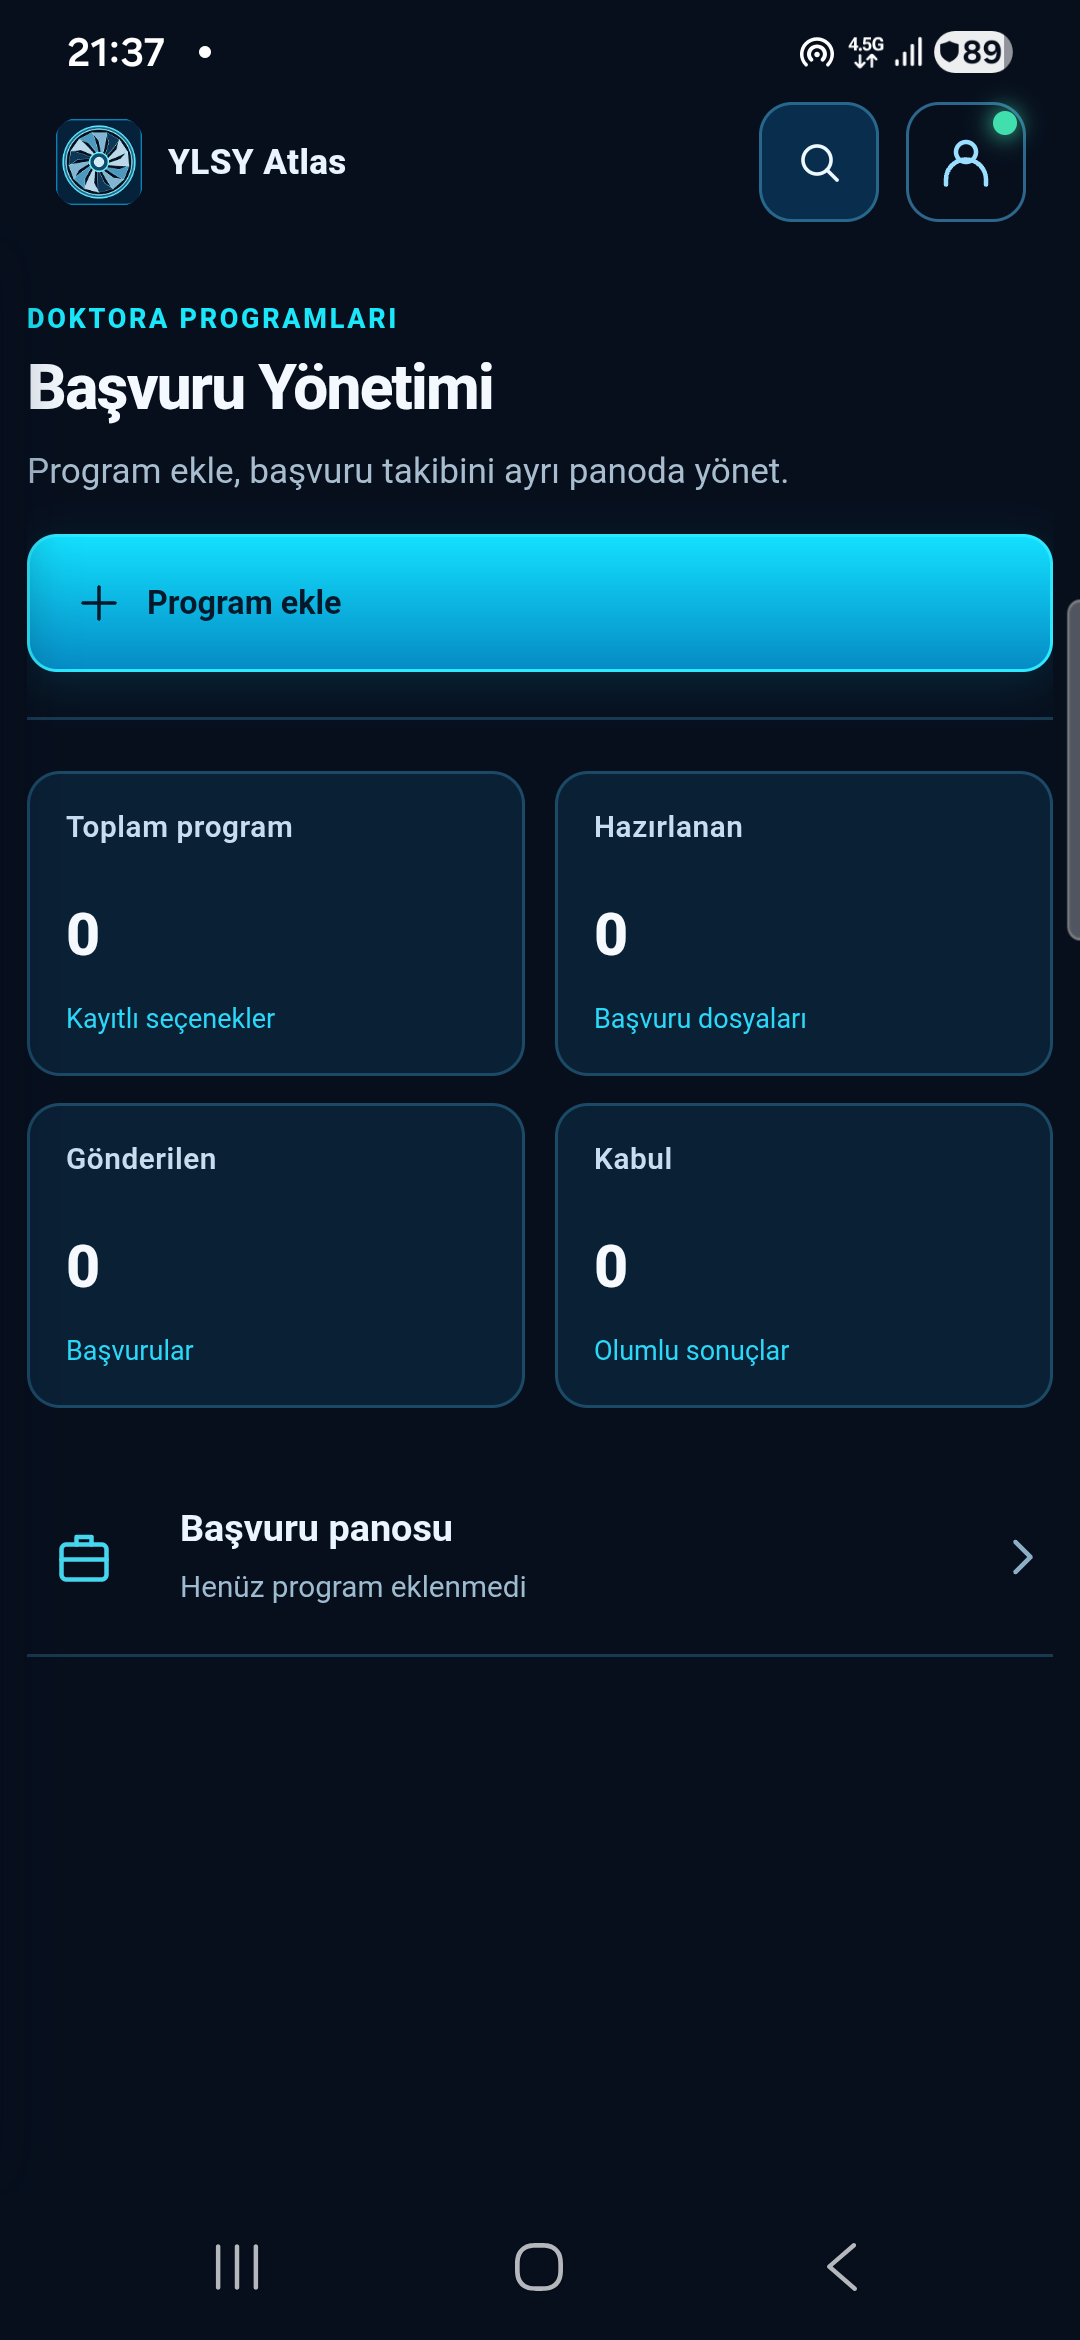 21:37
4.5G
89
YLSY Atlas
DOKTORA PROGRAMLARI
Başvuru Yönetimi
Program ekle, başvuru takibini ayrı panoda yönet.
Program ekle
Toplam program
0
Kayıtlı seçenekler
Hazırlanan
0
Başvuru dosyaları
Gönderilen
0
Başvurular
Kabul
0
Olumlu sonuçlar
Başvuru panosu
Henüz program eklenmedi